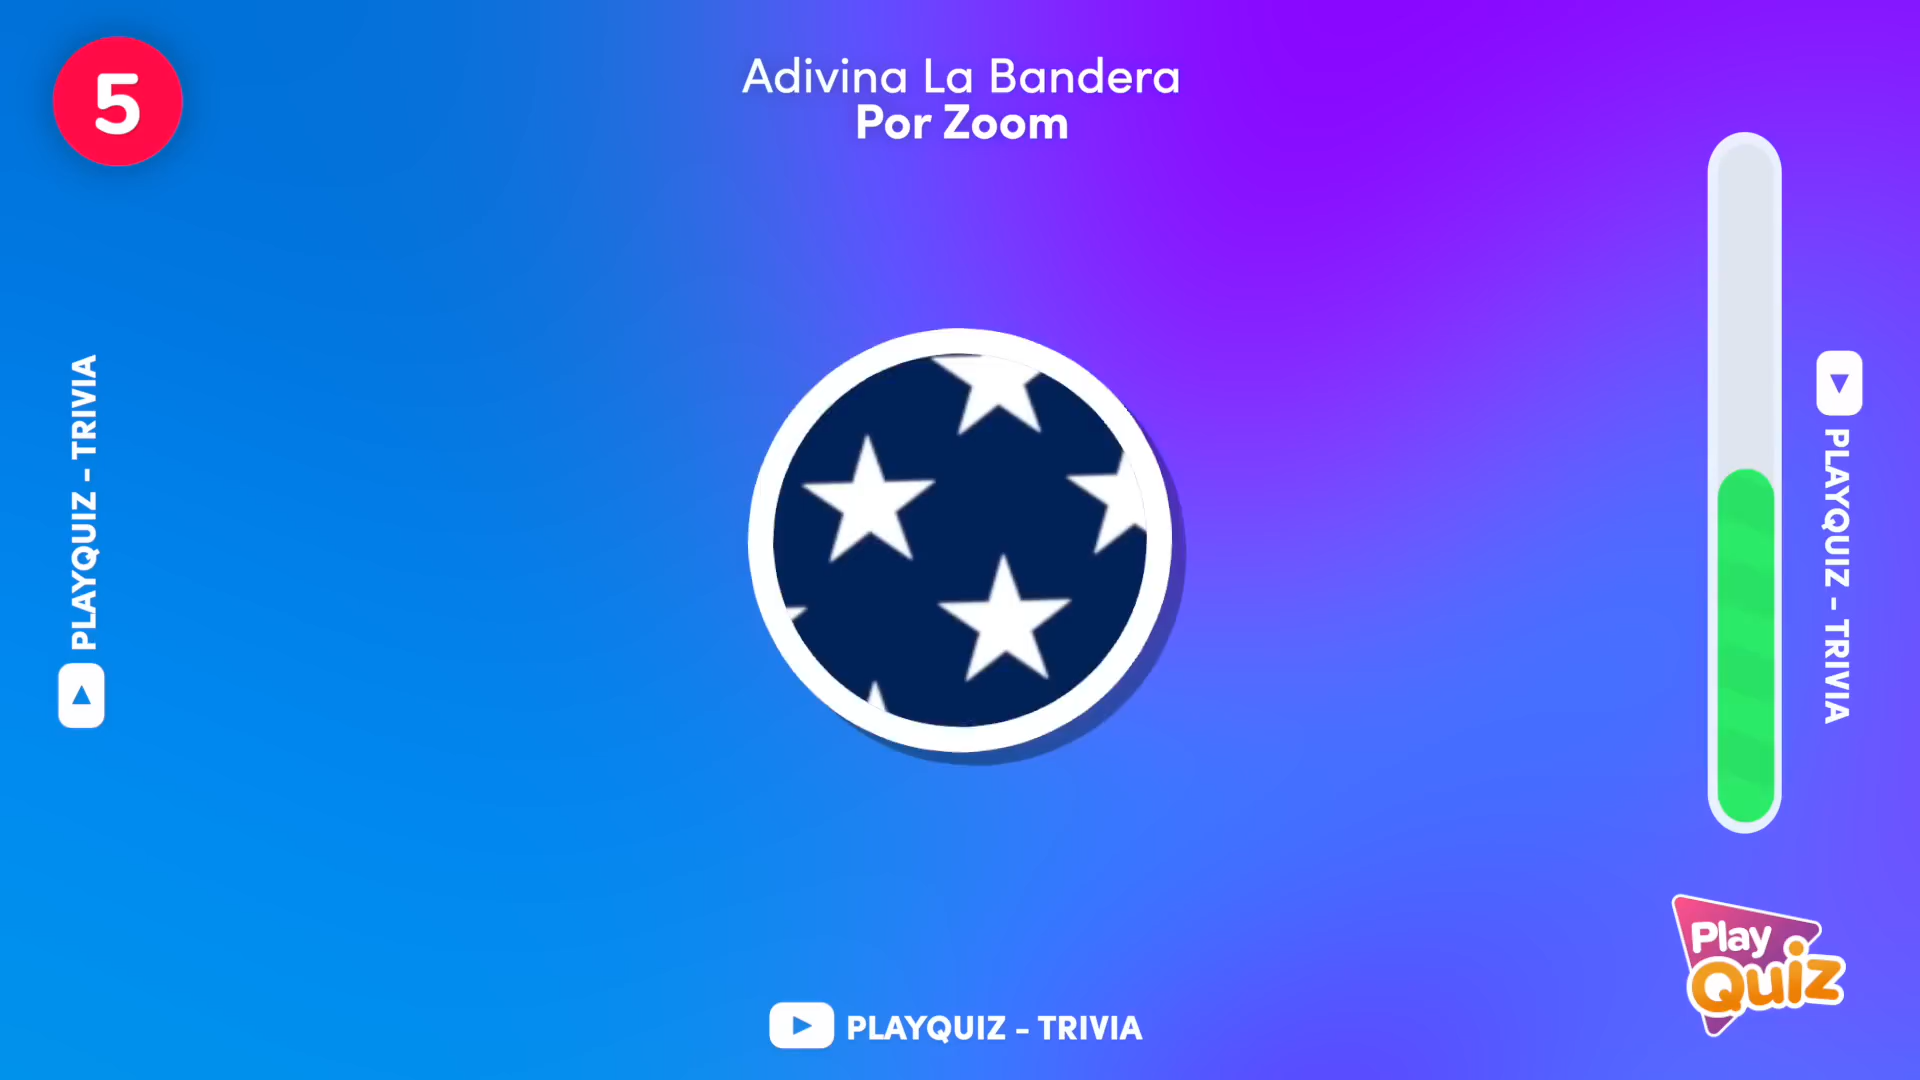 5
Adivina La Bandera
Por Zoom
PLAYQUIZ - TRIVIA
PLAYQUIZ - TRIVIA
Play
Quiz
PLAYQUIZ - TRIVIA